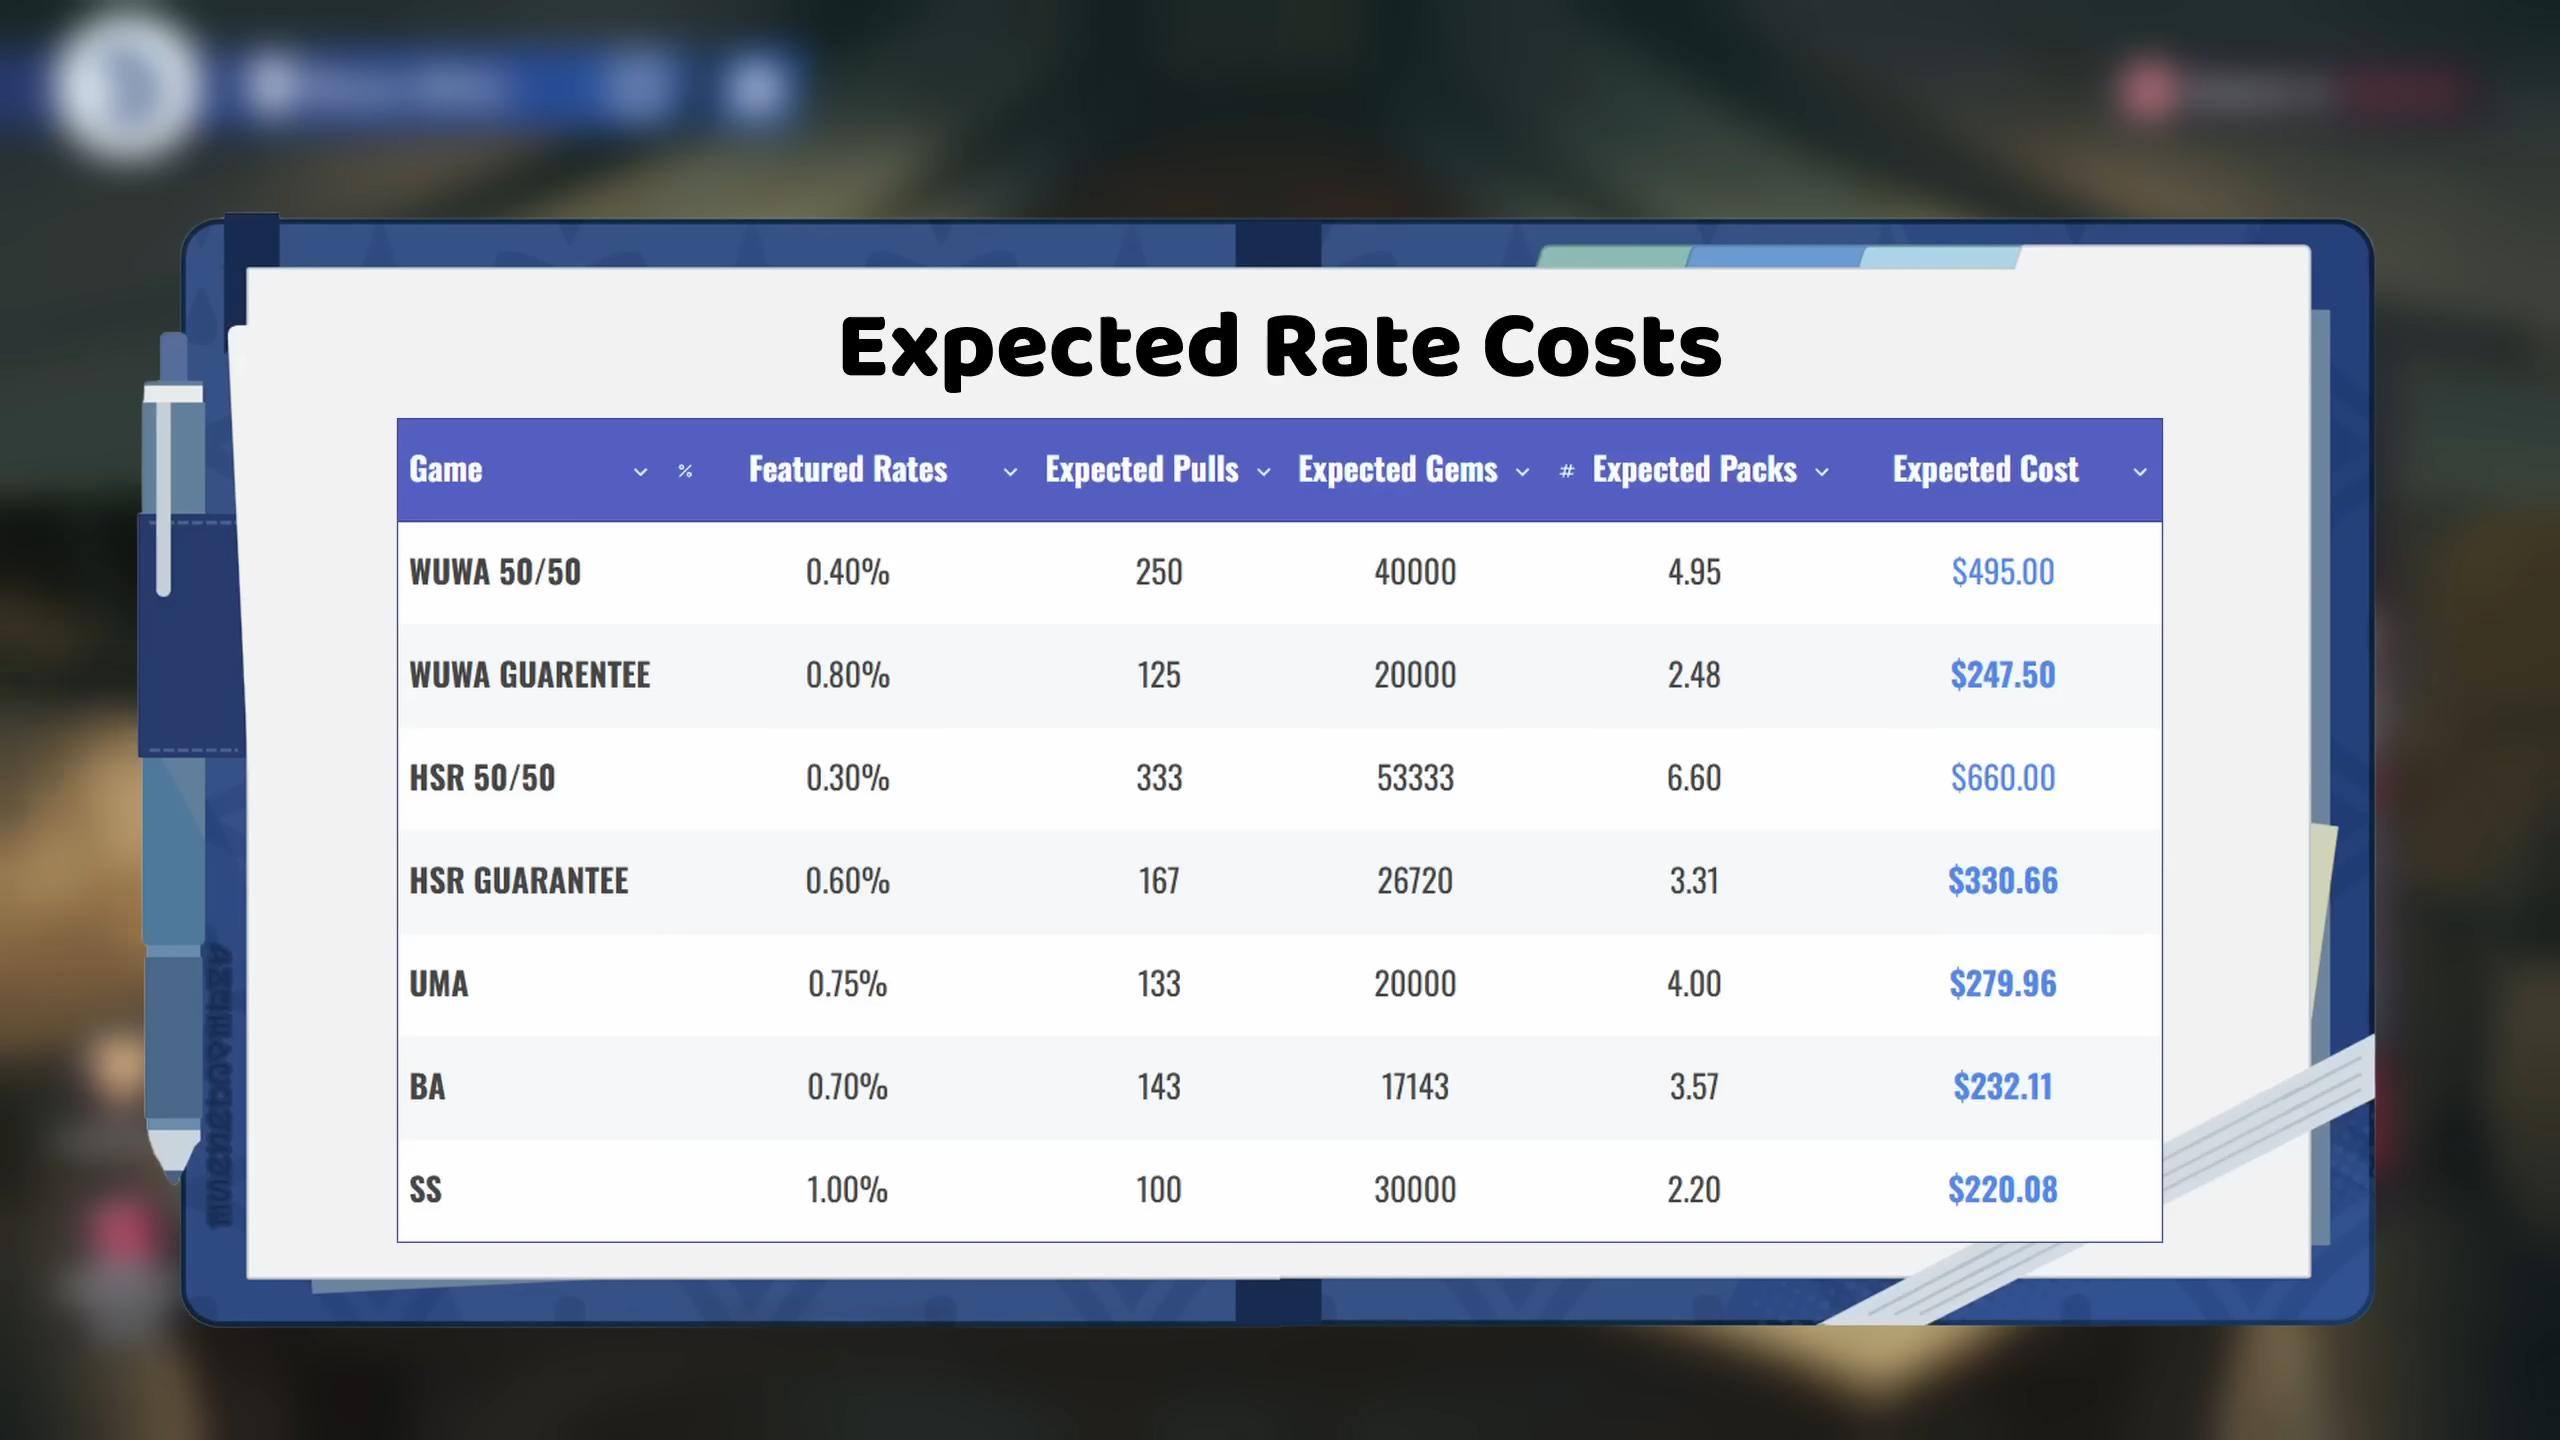 Expected Rate Costs
Game % Featured Rates Expected Pulls Expected Gems # Expected Packs Expected Cost
WUWA 50/50 0.40% 250 40000 4.95 $495.00
WUWA GUARENTEE 0.80% 125 20000 2.48 $247.50
HSR 50/50 0.30% 333 53333 6.60 $660.00
HSR GUARANTEE 0.60% 167 26720 3.31 $330.66
UMA 0.75% 133 20000 4.00 $279.96
BA 0.70% 143 17143 3.57 $232.11
SS 1.00% 100 30000 2.20 $220.08